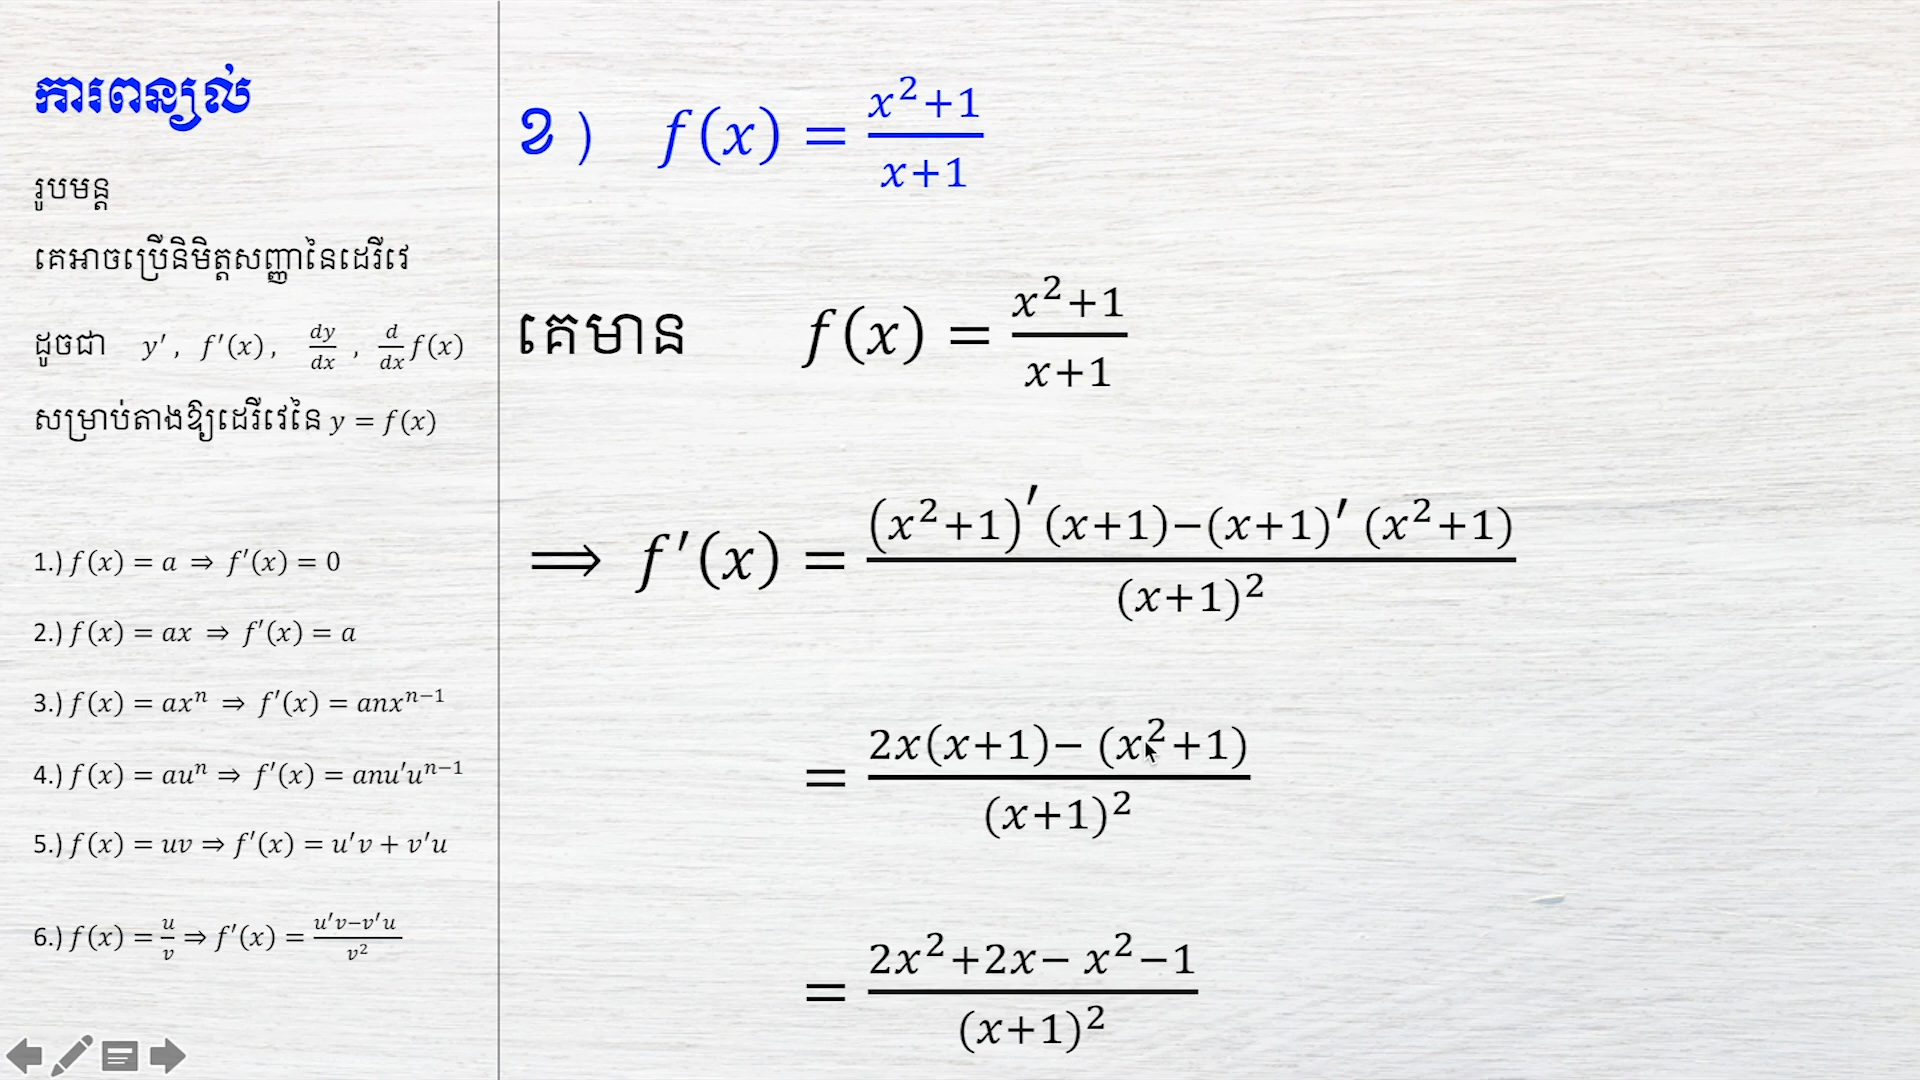 ការពន្យល់
រូបមន្ត
គេអាចប្រើនិមិត្តសញ្ញានៃដេរីវេ
ដូចជា y′ , f′(x) , dy/dx , d/dx f(x)
សម្រាប់តាងឱ្យដេរីវេនៃ y = f(x)
1.) f(x) = a ⇒ f′(x) = 0
2.) f(x) = ax ⇒ f′(x) = a
3.) f(x) = axⁿ ⇒ f′(x) = anxⁿ⁻¹
4.) f(x) = auⁿ ⇒ f′(x) = anu′uⁿ⁻¹
5.) f(x) = uv ⇒ f′(x) = u′v + v′u
6.) f(x) = u/v ⇒ f′(x) = (u′v−v′u)/v²
ខ ) f(x) = (x²+1)/(x+1)
គេមាន f(x) = (x²+1)/(x+1)
⟹ f′(x) = ((x²+1)′(x+1)−(x+1)′ (x²+1))/(x+1)²
= (2x(x+1)− (x²+1))/(x+1)²
= (2x²+2x− x²−1)/(x+1)²